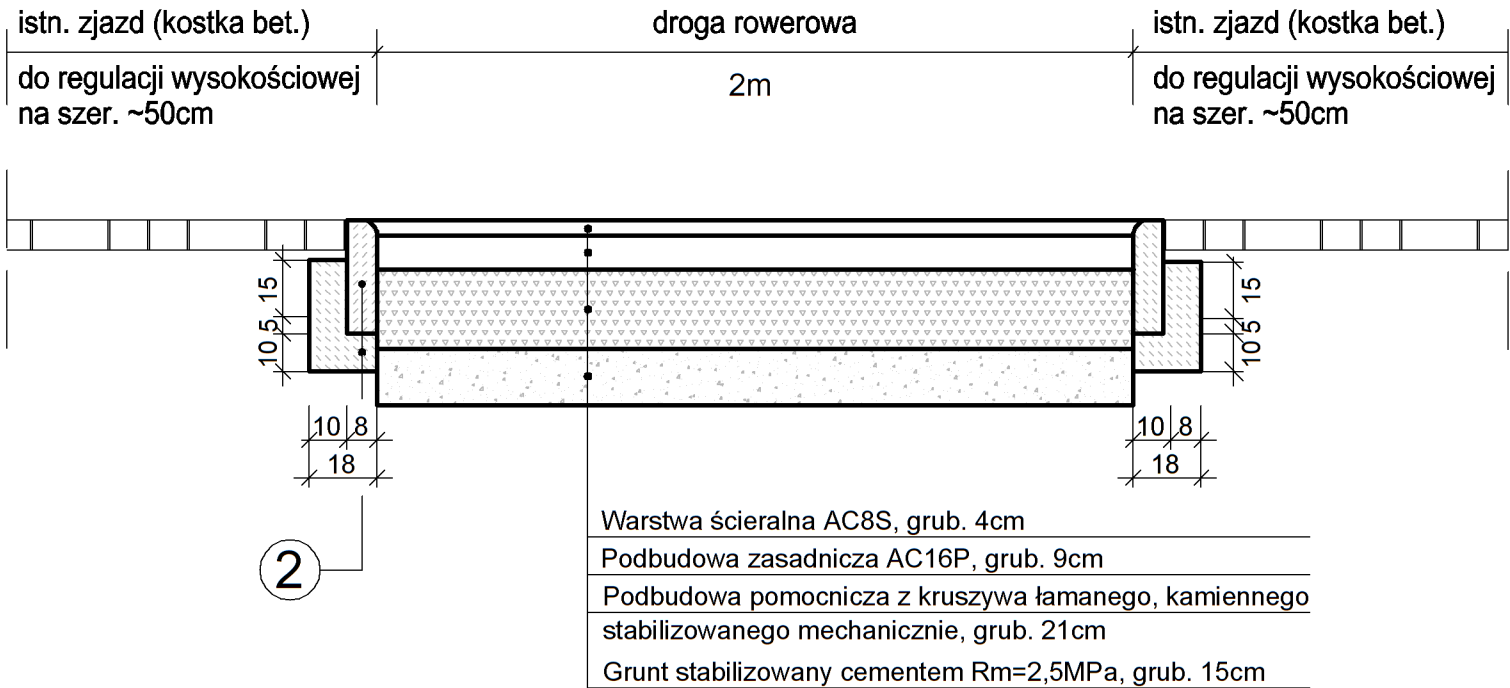 istn. zjazd (kostka bet.)
droga rowerowa
istn. zjazd (kostka bet.)
do regulacji wysokościowej
na szer. ~50cm
2m
do regulacji wysokościowej
na szer. ~50cm
15
5
10
15
5
10
10
8
18
10
8
18
2
Warstwa ścieralna AC8S, grub. 4cm
Podbudowa zasadnicza AC16P, grub. 9cm
Podbudowa pomocnicza z kruszywa łamanego, kamiennego
stabilizowanego mechanicznie, grub. 21cm
Grunt stabilizowany cementem Rm=2,5MPa, grub. 15cm